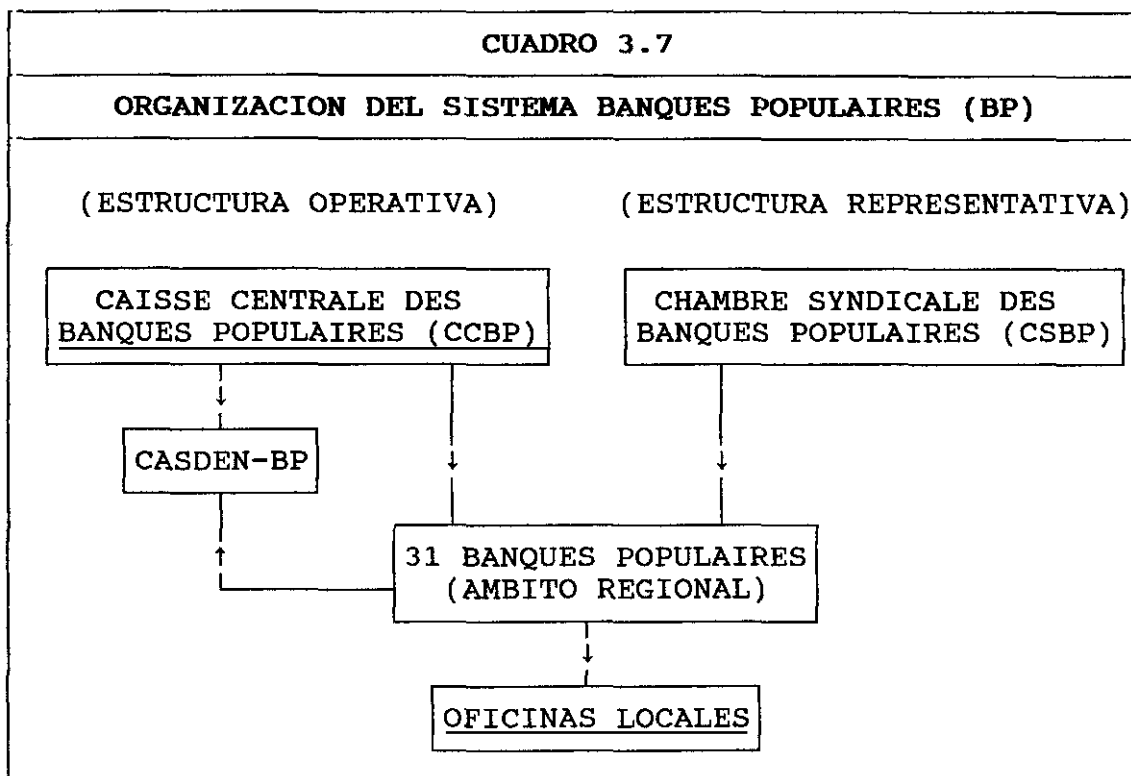 CUADRO 3.7
ORGANIZACION DEL SISTEMA BANQUES POPULAIRES (BP)
(ESTRUCTURA OPERATIVA)
(ESTRUCTURA REPRESENTATIVA)
CAISSE CENTRALE DES
BANQUES POPULAIRES (CCBP)
CHAMBRE SYNDICALE DES
BANQUES POPULAIRES (CSBP)
CASDEN-BP
31 BANQUES POPULAIRES
(AMBITO REGIONAL)
OFICINAS LOCALES